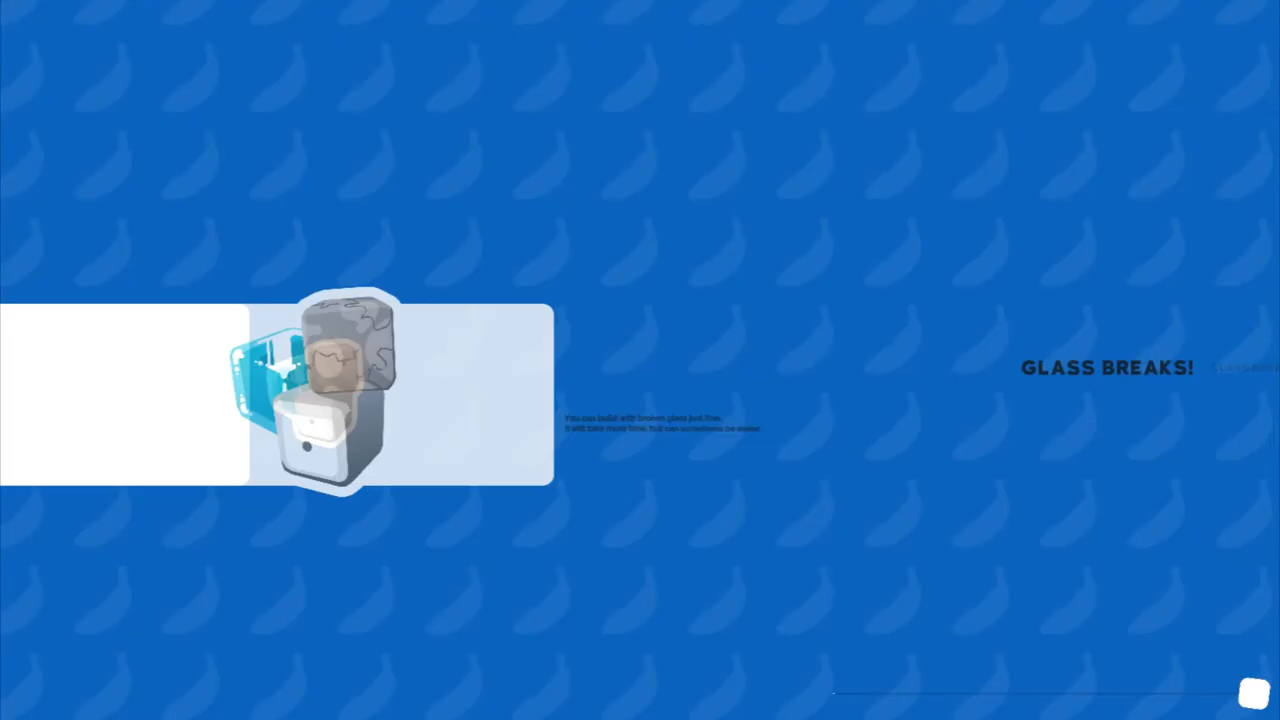 GLASS BREAKS!
You can build with broken glass just fine.
It will take more time, but can sometimes be easier.